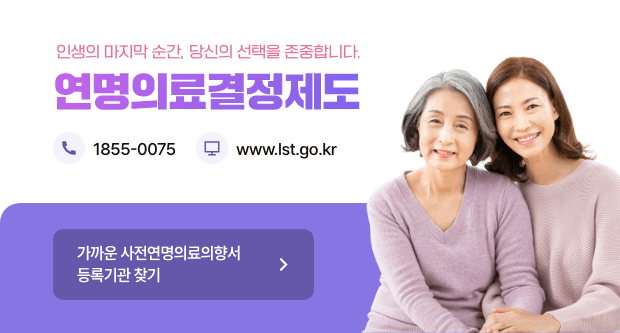 인생의 마지막 순간, 당신의 선택을 존중합니다.
연명의료결정제도
1855-0075 www.lst.go.kr
가까운 사전연명의료의향서
등록기관 찾기